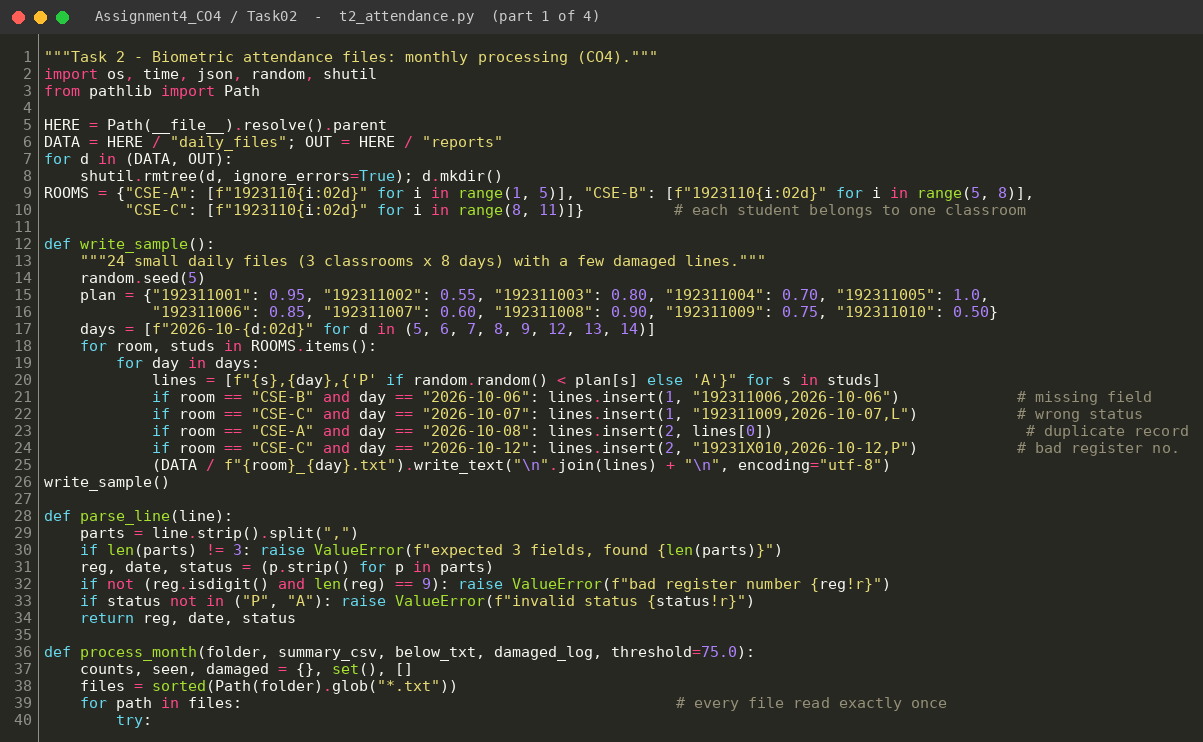 Assignment4_CO4 / Task02  -  t2_attendance.py  (part 1 of 4)
1 """Task 2 - Biometric attendance files: monthly processing (CO4)."""
2 import os, time, json, random, shutil
3 from pathlib import Path
4
5 HERE = Path(__file__).resolve().parent
6 DATA = HERE / "daily_files"; OUT = HERE / "reports"
7 for d in (DATA, OUT):
8     shutil.rmtree(d, ignore_errors=True); d.mkdir()
9 ROOMS = {"CSE-A": [f"1923110{i:02d}" for i in range(1, 5)], "CSE-B": [f"1923110{i:02d}" for i in range(5, 8)],
10          "CSE-C": [f"1923110{i:02d}" for i in range(8, 11)]}          # each student belongs to one classroom
11
12 def write_sample():
13     """24 small daily files (3 classrooms x 8 days) with a few damaged lines."""
14     random.seed(5)
15     plan = {"192311001": 0.95, "192311002": 0.55, "192311003": 0.80, "192311004": 0.70, "192311005": 1.0,
16             "192311006": 0.85, "192311007": 0.60, "192311008": 0.90, "192311009": 0.75, "192311010": 0.50}
17     days = [f"2026-10-{d:02d}" for d in (5, 6, 7, 8, 9, 12, 13, 14)]
18     for room, studs in ROOMS.items():
19         for day in days:
20             lines = [f"{s},{day},{'P' if random.random() < plan[s] else 'A'}" for s in studs]
21             if room == "CSE-B" and day == "2026-10-06": lines.insert(1, "192311006,2026-10-06")             # missing field
22             if room == "CSE-C" and day == "2026-10-07": lines.insert(1, "192311009,2026-10-07,L")           # wrong status
23             if room == "CSE-A" and day == "2026-10-08": lines.insert(2, lines[0])                            # duplicate record
24             if room == "CSE-C" and day == "2026-10-12": lines.insert(2, "19231X010,2026-10-12,P")           # bad register no.
25             (DATA / f"{room}_{day}.txt").write_text("\n".join(lines) + "\n", encoding="utf-8")
26 write_sample()
27
28 def parse_line(line):
29     parts = line.strip().split(",")
30     if len(parts) != 3: raise ValueError(f"expected 3 fields, found {len(parts)}")
31     reg, date, status = (p.strip() for p in parts)
32     if not (reg.isdigit() and len(reg) == 9): raise ValueError(f"bad register number {reg!r}")
33     if status not in ("P", "A"): raise ValueError(f"invalid status {status!r}")
34     return reg, date, status
35
36 def process_month(folder, summary_csv, below_txt, damaged_log, threshold=75.0):
37     counts, seen, damaged = {}, set(), []
38     files = sorted(Path(folder).glob("*.txt"))
39     for path in files:                                                # every file read exactly once
40         try: